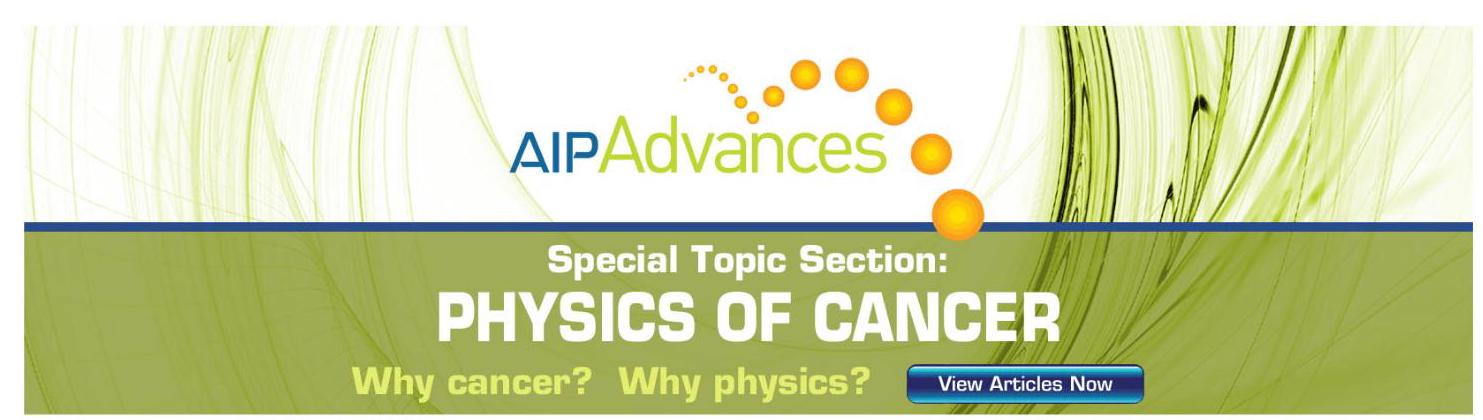 AIPAdvances
Special Topic Section:
PHYSICS OF CANCER
Why cancer? Why physics? View Articles Now